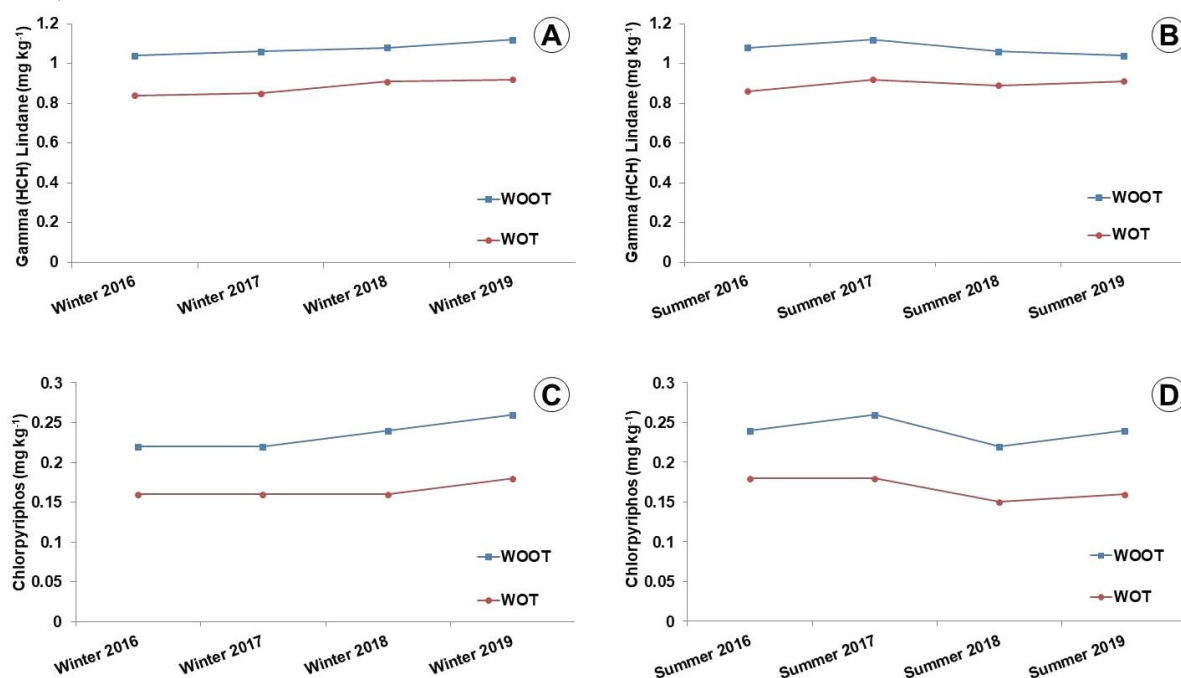 A
Gamma (HCH) Lindane (mg kg⁻¹)
1.2
1
0.8
0.6
0.4
0.2
0
WOOT
WOT
Winter 2016
Winter 2017
Winter 2018
Winter 2019
B
Gamma (HCH) Lindane (mg kg⁻¹)
1.2
1
0.8
0.6
0.4
0.2
0
WOOT
WOT
Summer 2016
Summer 2017
Summer 2018
Summer 2019
C
Chlorpyriphos (mg kg⁻¹)
0.3
0.25
0.2
0.15
0.1
0.05
0
WOOT
WOT
Winter 2016
Winter 2017
Winter 2018
Winter 2019
D
Chlorpyriphos (mg kg⁻¹)
0.3
0.25
0.2
0.15
0.1
0.05
0
WOOT
WOT
Summer 2016
Summer 2017
Summer 2018
Summer 2019